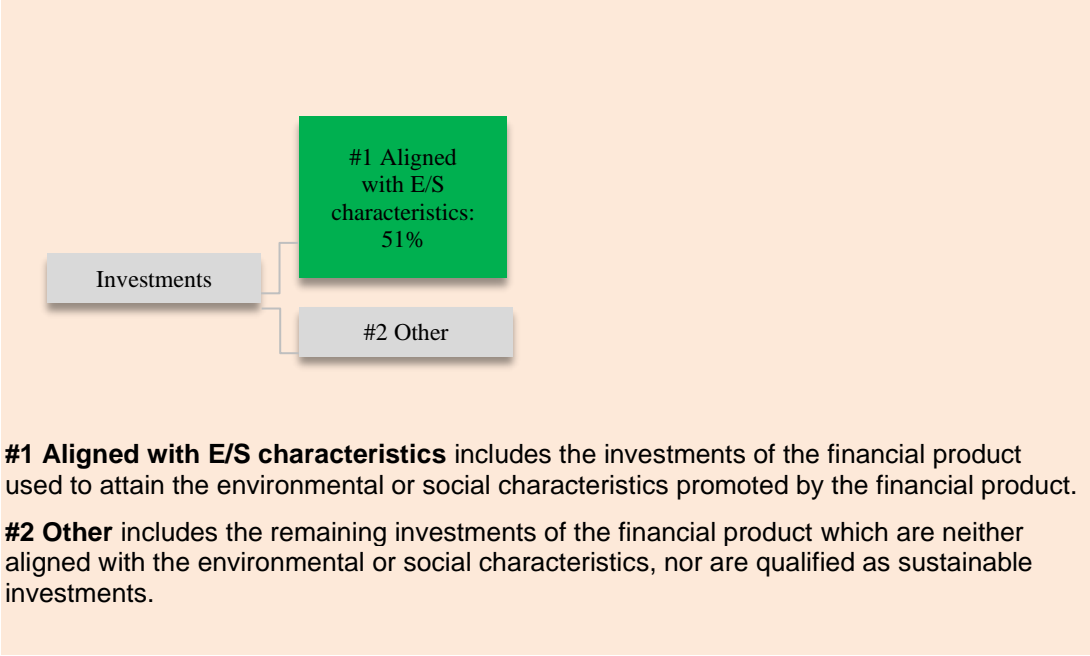 #1 Aligned
with E/S
characteristics:
51%
Investments
#2 Other
#1 Aligned with E/S characteristics includes the investments of the financial product
used to attain the environmental or social characteristics promoted by the financial product.
#2 Other includes the remaining investments of the financial product which are neither
aligned with the environmental or social characteristics, nor are qualified as sustainable
investments.